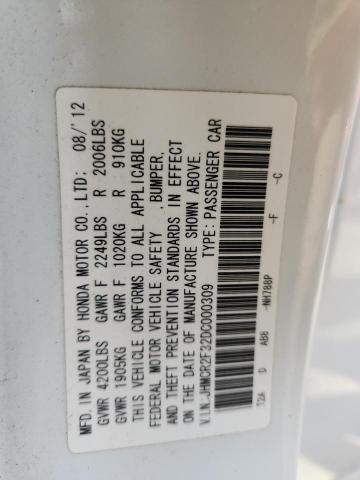 MFD.IN JAPAN BY HONDA MOTOR CO.,LTD: 08/'12
GVWR 4200LBS GAWR F 2249LBS R 2006LBS
GVWR 1905KG GAWR F 1020KG R 910KG
THIS VEHICLE CONFORMS TO ALL APPLICABLE
FEDERAL MOTOR VEHICLE SAFETY ,BUMPER,
AND THEFT PREVENTION STANDARDS IN EFFECT
ON THE DATE OF MANUFACTURE SHOWN ABOVE.
V.I.N.:JHMCR2F32DC000309 TYPE: PASSENGER CAR
T2A D AB8 -NH788P -F -C